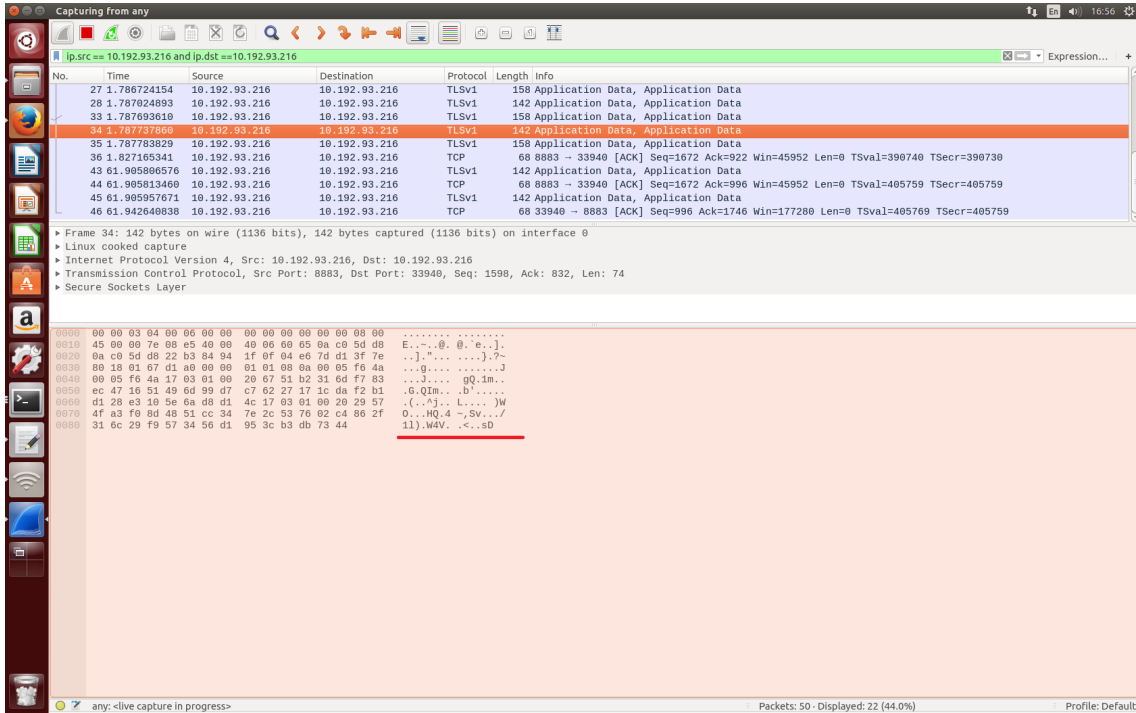 Capturing from any
En 16:56
ip.src == 10.192.93.216 and ip.dst ==10.192.93.216
Expression... +
No. Time Source Destination Protocol Length Info
27 1.786724154 10.192.93.216 10.192.93.216 TLSv1 158 Application Data, Application Data
28 1.787024893 10.192.93.216 10.192.93.216 TLSv1 142 Application Data, Application Data
33 1.787693610 10.192.93.216 10.192.93.216 TLSv1 158 Application Data, Application Data
34 1.787737860 10.192.93.216 10.192.93.216 TLSv1 142 Application Data, Application Data
35 1.787783829 10.192.93.216 10.192.93.216 TLSv1 158 Application Data, Application Data
36 1.827165341 10.192.93.216 10.192.93.216 TCP 68 8883 → 33940 [ACK] Seq=1672 Ack=922 Win=45952 Len=0 TSval=390740 TSecr=390730
43 61.905806576 10.192.93.216 10.192.93.216 TLSv1 142 Application Data, Application Data
44 61.905813460 10.192.93.216 10.192.93.216 TCP 68 8883 → 33940 [ACK] Seq=1672 Ack=996 Win=45952 Len=0 TSval=405759 TSecr=405759
45 61.905957671 10.192.93.216 10.192.93.216 TLSv1 142 Application Data, Application Data
46 61.942640838 10.192.93.216 10.192.93.216 TCP 68 33940 → 8883 [ACK] Seq=996 Ack=1746 Win=177280 Len=0 TSval=405769 TSecr=405759
Frame 34: 142 bytes on wire (1136 bits), 142 bytes captured (1136 bits) on interface 0
Linux cooked capture
Internet Protocol Version 4, Src: 10.192.93.216, Dst: 10.192.93.216
Transmission Control Protocol, Src Port: 8883, Dst Port: 33940, Seq: 1598, Ack: 832, Len: 74
Secure Sockets Layer
0000 00 00 03 04 00 06 00 00 00 00 00 00 00 00 08 00 ........ ........
0010 45 00 00 7e 08 e5 40 00 40 06 60 65 0a c0 5d d8 E..~..@. @.`e..].
0020 0a c0 5d d8 22 b3 84 94 1f 0f 04 e6 7d d1 3f 7e ..]."... ....}.?~
0030 80 18 01 67 d1 a0 00 00 01 01 08 0a 00 05 f6 4a ...g.... .......J
0040 00 05 f6 4a 17 03 01 00 20 67 51 b2 31 6d f7 83 ...J....  gQ.1m..
0050 ec 47 16 51 49 6d 99 d7 c7 62 27 17 1c da f2 b1 .G.QIm.. .b'.....
0060 d1 28 e3 10 5e 6a d8 d1 4c 17 03 01 00 20 29 57 .(..^j.. L.... )W
0070 4f a3 f0 8d 48 51 cc 34 7e 2c 53 76 02 c4 86 2f O...HQ.4 ~,Sv.../
0080 31 6c 29 f9 57 34 56 d1 95 3c b3 db 73 44 1l).W4V. .<..sD
any: <live capture in progress> Packets: 50 · Displayed: 22 (44.0%) Profile: Default